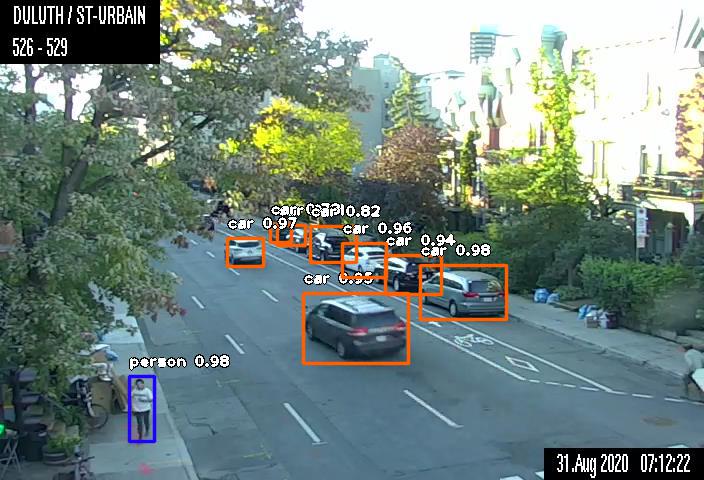 DULUTH / ST-URBAIN
526 - 529
car 0.82
car 0.97
car 0.96
car 0.94
car 0.98
car 0.95
person 0.98
31.Aug 2020 07:12:22